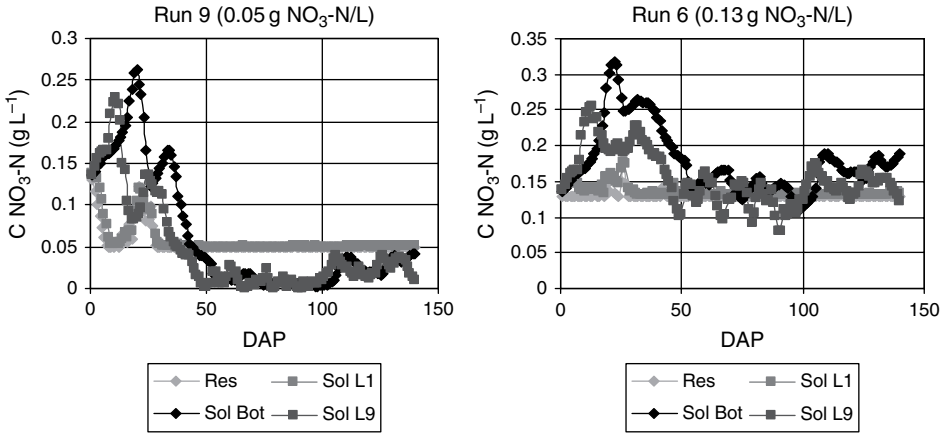 Run 9 (0.05 g NO₃-N/L)
C NO₃-N (g L⁻¹)
0.3
0.25
0.2
0.15
0.1
0.05
0
0
50
100
150
DAP
Res
Sol L1
Sol Bot
Sol L9
Run 6 (0.13 g NO₃-N/L)
C NO₃-N (g L⁻¹)
0.35
0.3
0.25
0.2
0.15
0.1
0.05
0
0
50
100
150
DAP
Res
Sol L1
Sol Bot
Sol L9